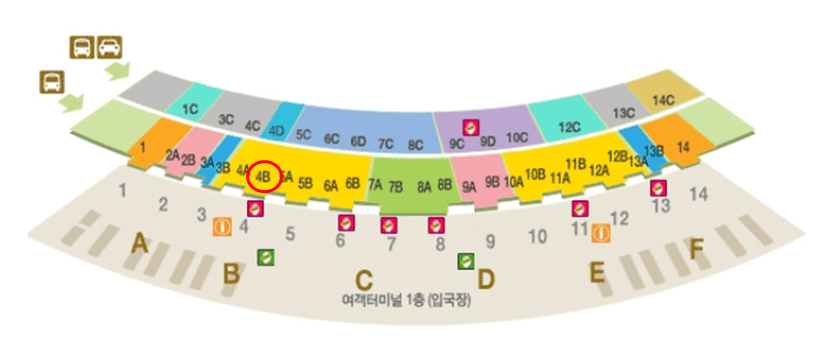 1C 3C 4C 4D 5C 6C 6D 7C 8C 9C 9D 10C 12C 13C 14C
1 2A 2B 3A 3B 4A 4B 5A 5B 6A 6B 7A 7B 8A 8B 9A 9B 10A 10B 11A 11B 12A 12B 13A 13B 14
1 2 3 4 5 6 7 8 9 10 11 12 13 14
A B C D E F
여객터미널 1층 (입국장)